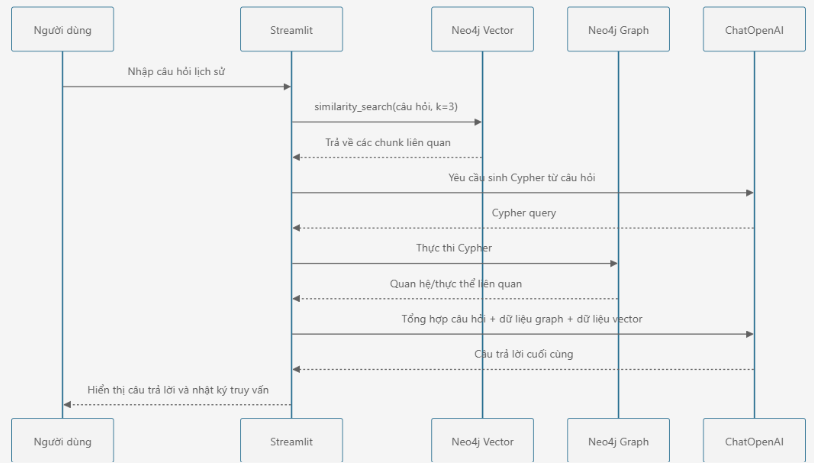 Người dùng
Streamlit
Neo4j Vector
Neo4j Graph
ChatOpenAI
Nhập câu hỏi lịch sử
similarity_search(câu hỏi, k=3)
Trả về các chunk liên quan
Yêu cầu sinh Cypher từ câu hỏi
Cypher query
Thực thi Cypher
Quan hệ/thực thể liên quan
Tổng hợp câu hỏi + dữ liệu graph + dữ liệu vector
Câu trả lời cuối cùng
Hiển thị câu trả lời và nhật ký truy vấn
Người dùng
Streamlit
Neo4j Vector
Neo4j Graph
ChatOpenAI